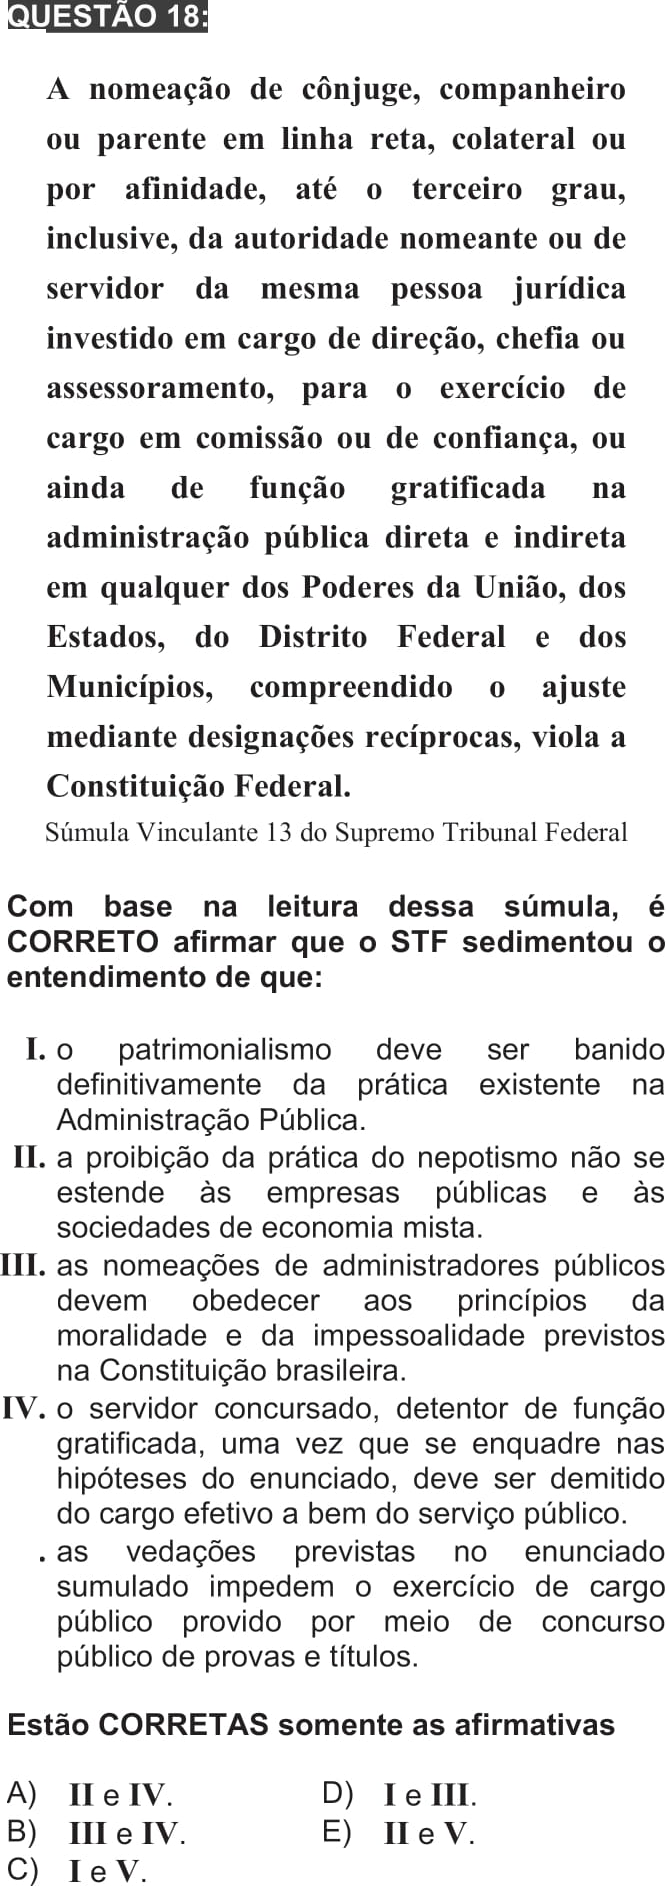 QUESTÃO 18:
A nomeação de cônjuge, companheiro
ou parente em linha reta, colateral ou
por afinidade, até o terceiro grau,
inclusive, da autoridade nomeante ou de
servidor da mesma pessoa jurídica
investido em cargo de direção, chefia ou
assessoramento, para o exercício de
cargo em comissão ou de confiança, ou
ainda de função gratificada na
administração pública direta e indireta
em qualquer dos Poderes da União, dos
Estados, do Distrito Federal e dos
Municípios, compreendido o ajuste
mediante designações recíprocas, viola a
Constituição Federal.
Súmula Vinculante 13 do Supremo Tribunal Federal
Com base na leitura dessa súmula, é
CORRETO afirmar que o STF sedimentou o
entendimento de que:
I. o patrimonialismo deve ser banido
definitivamente da prática existente na
Administração Pública.
II. a proibição da prática do nepotismo não se
estende às empresas públicas e às
sociedades de economia mista.
III. as nomeações de administradores públicos
devem obedecer aos princípios da
moralidade e da impessoalidade previstos
na Constituição brasileira.
IV. o servidor concursado, detentor de função
gratificada, uma vez que se enquadre nas
hipóteses do enunciado, deve ser demitido
do cargo efetivo a bem do serviço público.
. as vedações previstas no enunciado
sumulado impedem o exercício de cargo
público provido por meio de concurso
público de provas e títulos.
Estão CORRETAS somente as afirmativas
A) II e IV.
B) III e IV.
C) I e V.
D) I e III.
E) II e V.